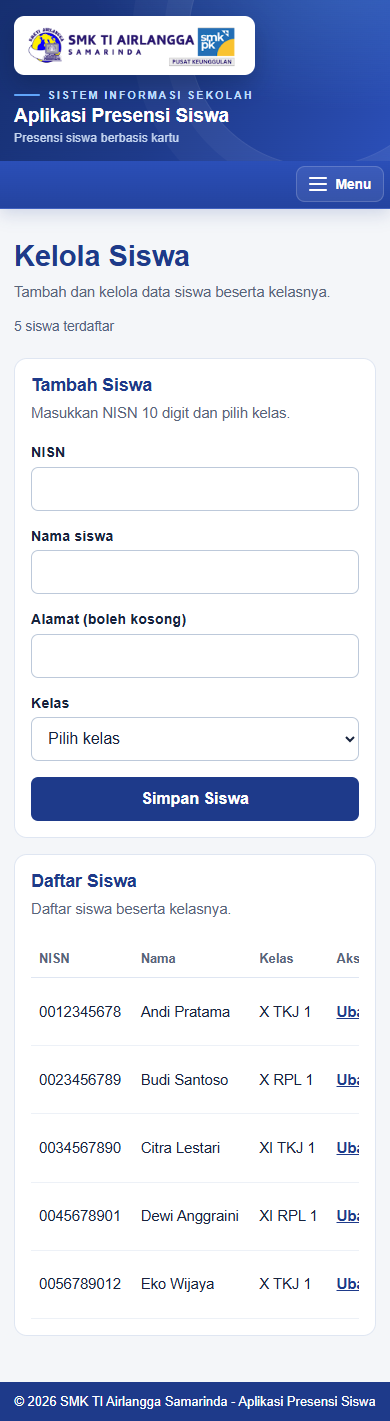 SMK TI AIRLANGGA
SAMARINDA
smk
pk
PUSAT KEUNGGULAN
SISTEM INFORMASI SEKOLAH
Aplikasi Presensi Siswa
Presensi siswa berbasis kartu
Menu
Kelola Siswa
Tambah dan kelola data siswa beserta kelasnya.
5 siswa terdaftar
Tambah Siswa
Masukkan NISN 10 digit dan pilih kelas.
NISN
Nama siswa
Alamat (boleh kosong)
Kelas
Pilih kelas
Simpan Siswa
Daftar Siswa
Daftar siswa beserta kelasnya.
NISN Nama Kelas Aks
0012345678 Andi Pratama X TKJ 1 Uba
0023456789 Budi Santoso X RPL 1 Uba
0034567890 Citra Lestari XI TKJ 1 Uba
0045678901 Dewi Anggraini XI RPL 1 Uba
0056789012 Eko Wijaya X TKJ 1 Uba
© 2026 SMK TI Airlangga Samarinda - Aplikasi Presensi Siswa